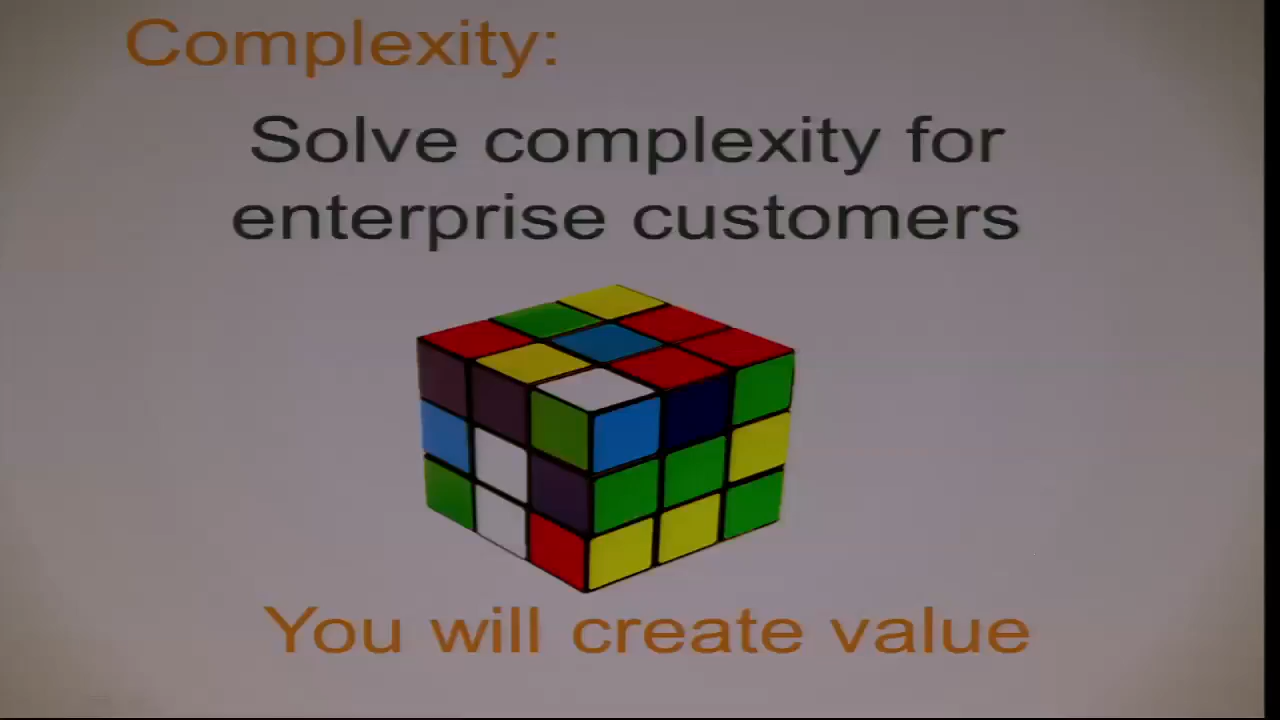 Complexity:
Solve complexity for
enterprise customers
You will create value